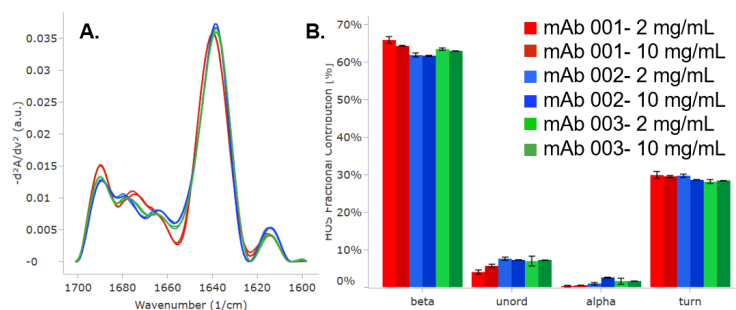 A.
-d²A/dν² (a.u.)
0.035
0.03
0.025
0.02
0.015
0.01
0.005
-0
1700
1680
1660
1640
1620
1600
Wavenumber (1/cm)
B.
HOS Fractional Contribution [%]
70%
60%
50%
40%
30%
20%
10%
0%
beta
unord
alpha
turn
mAb 001- 2 mg/mL
mAb 001- 10 mg/mL
mAb 002- 2 mg/mL
mAb 002- 10 mg/mL
mAb 003- 2 mg/mL
mAb 003- 10 mg/mL